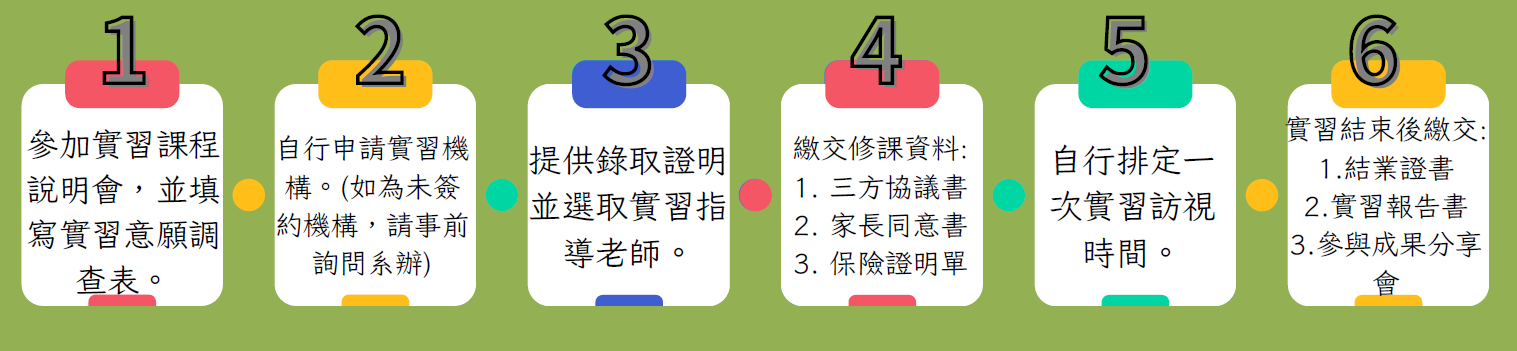 1
參加實習課程
說明會，並填
寫實習意願調
查表。
2
自行申請實習機
構。(如為未簽
約機構，請事前
詢問系辦)
3
提供錄取證明
並選取實習指
導老師。
4
繳交修課資料:
1. 三方協議書
2. 家長同意書
3. 保險證明單
5
自行排定一
次實習訪視
時間。
6
實習結束後繳交:
1.結業證書
2.實習報告書
3.參與成果分享
會